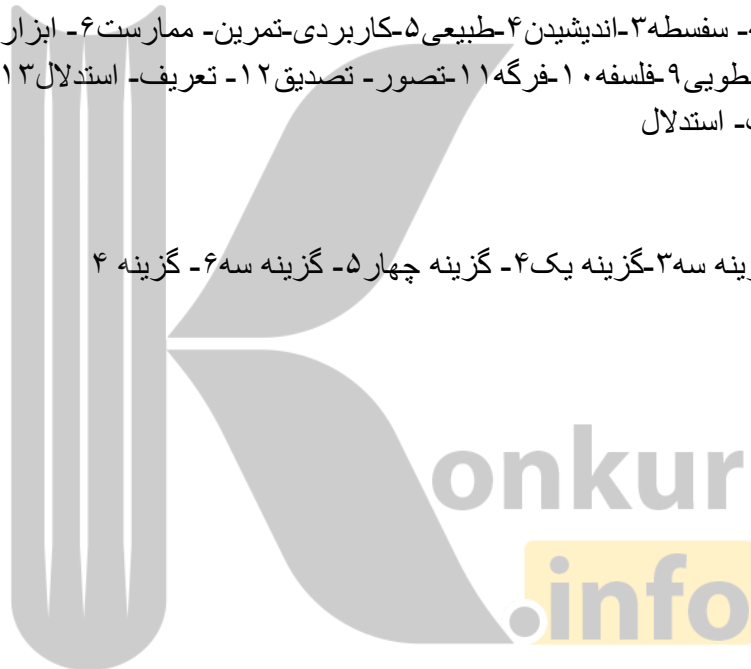 - سفسطه۳-اندیشیدن۴-طبیعی۵-کاربردی-تمرین- ممارست۶- ابزار
طویی۹-فلسفه۱۰-فرگه۱۱-تصور- تصدیق۱۲- تعریف- استدلال۱۳
- استدلال
ینه سه۳-گزینه یک۴- گزینه چهار۵- گزینه سه۶- گزینه ۴
onkur
.info